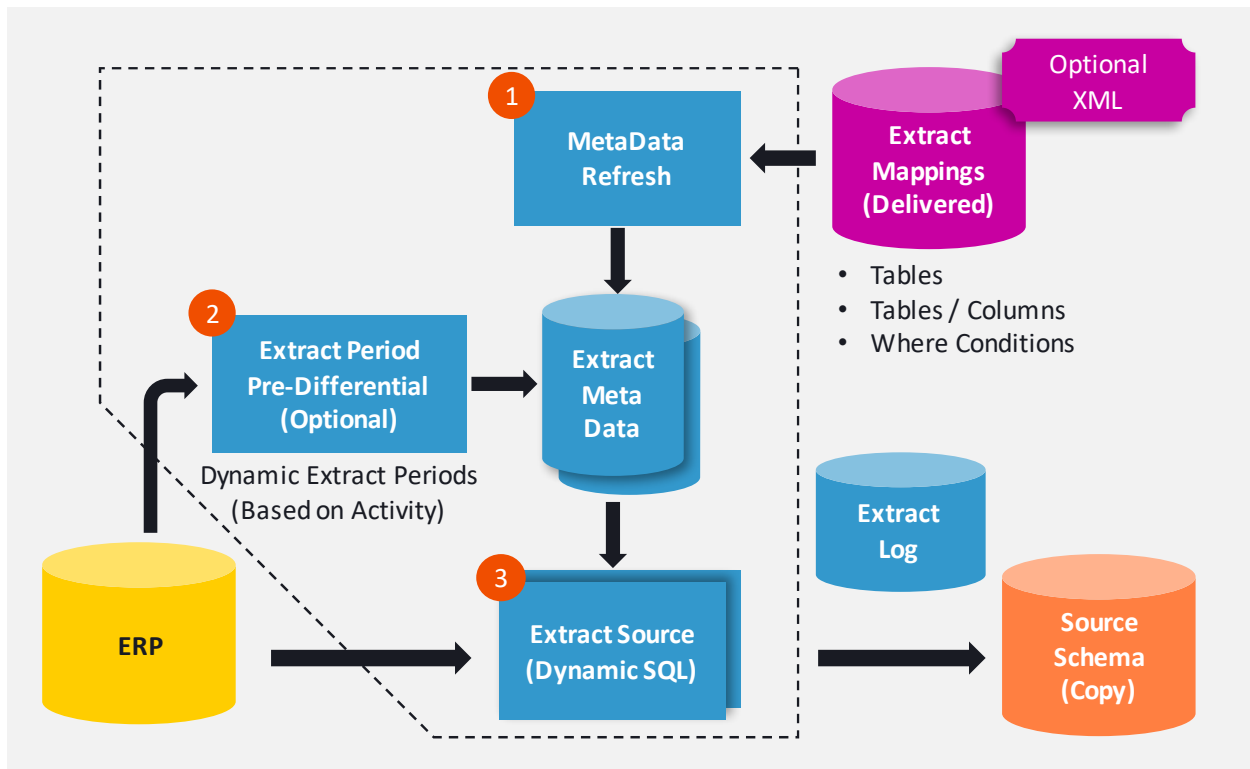 Optional
XML
1
MetaData
Refresh
Extract
Mappings
(Delivered)
• Tables
• Tables / Columns
• Where Conditions
2
Extract Period
Pre-Differential
(Optional)
Dynamic Extract Periods
(Based on Activity)
Extract
Meta
Data
Extract
Log
ERP
3
Extract Source
(Dynamic SQL)
Source
Schema
(Copy)